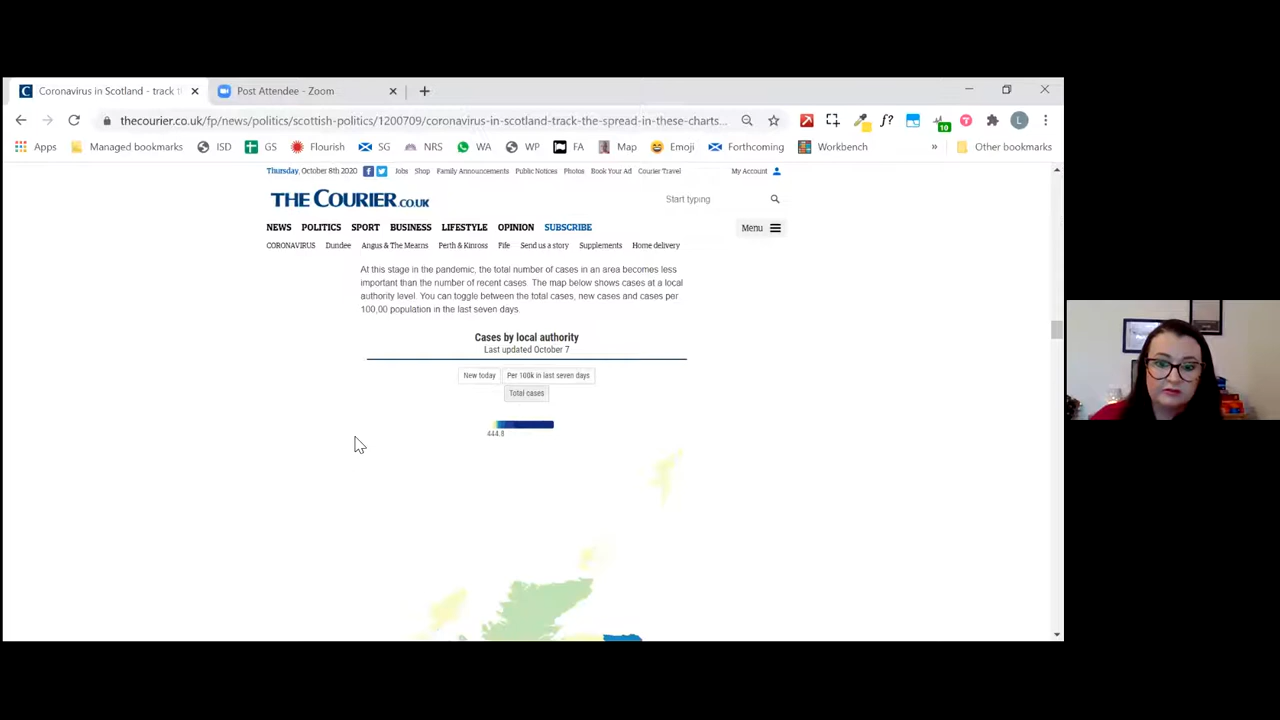 Coronavirus in Scotland - track t
Post Attendee - Zoom
thecourier.co.uk/fp/news/politics/scottish-politics/1200709/coronavirus-in-scotland-track-the-spread-in-these-charts...
10
L
Apps Managed bookmarks ISD GS Flourish SG NRS WA WP FA Map Emoji Forthcoming Workbench » Other bookmarks
Thursday, October 8th 2020 Jobs Shop Family Announcements Public Notices Photos Book Your Ad Courier Travel My Account
THE COURIER.CO.UK
Start typing
NEWS POLITICS SPORT BUSINESS LIFESTYLE OPINION SUBSCRIBE
Menu
CORONAVIRUS Dundee Angus & The Mearns Perth & Kinross Fife Send us a story Supplements Home delivery
At this stage in the pandemic, the total number of cases in an area becomes less
important than the number of recent cases. The map below shows cases at a local
authority level. You can toggle between the total cases, new cases and cases per
100,00 population in the last seven days.
Cases by local authority
Last updated October 7
New today Per 100k in last seven days
Total cases
444.8